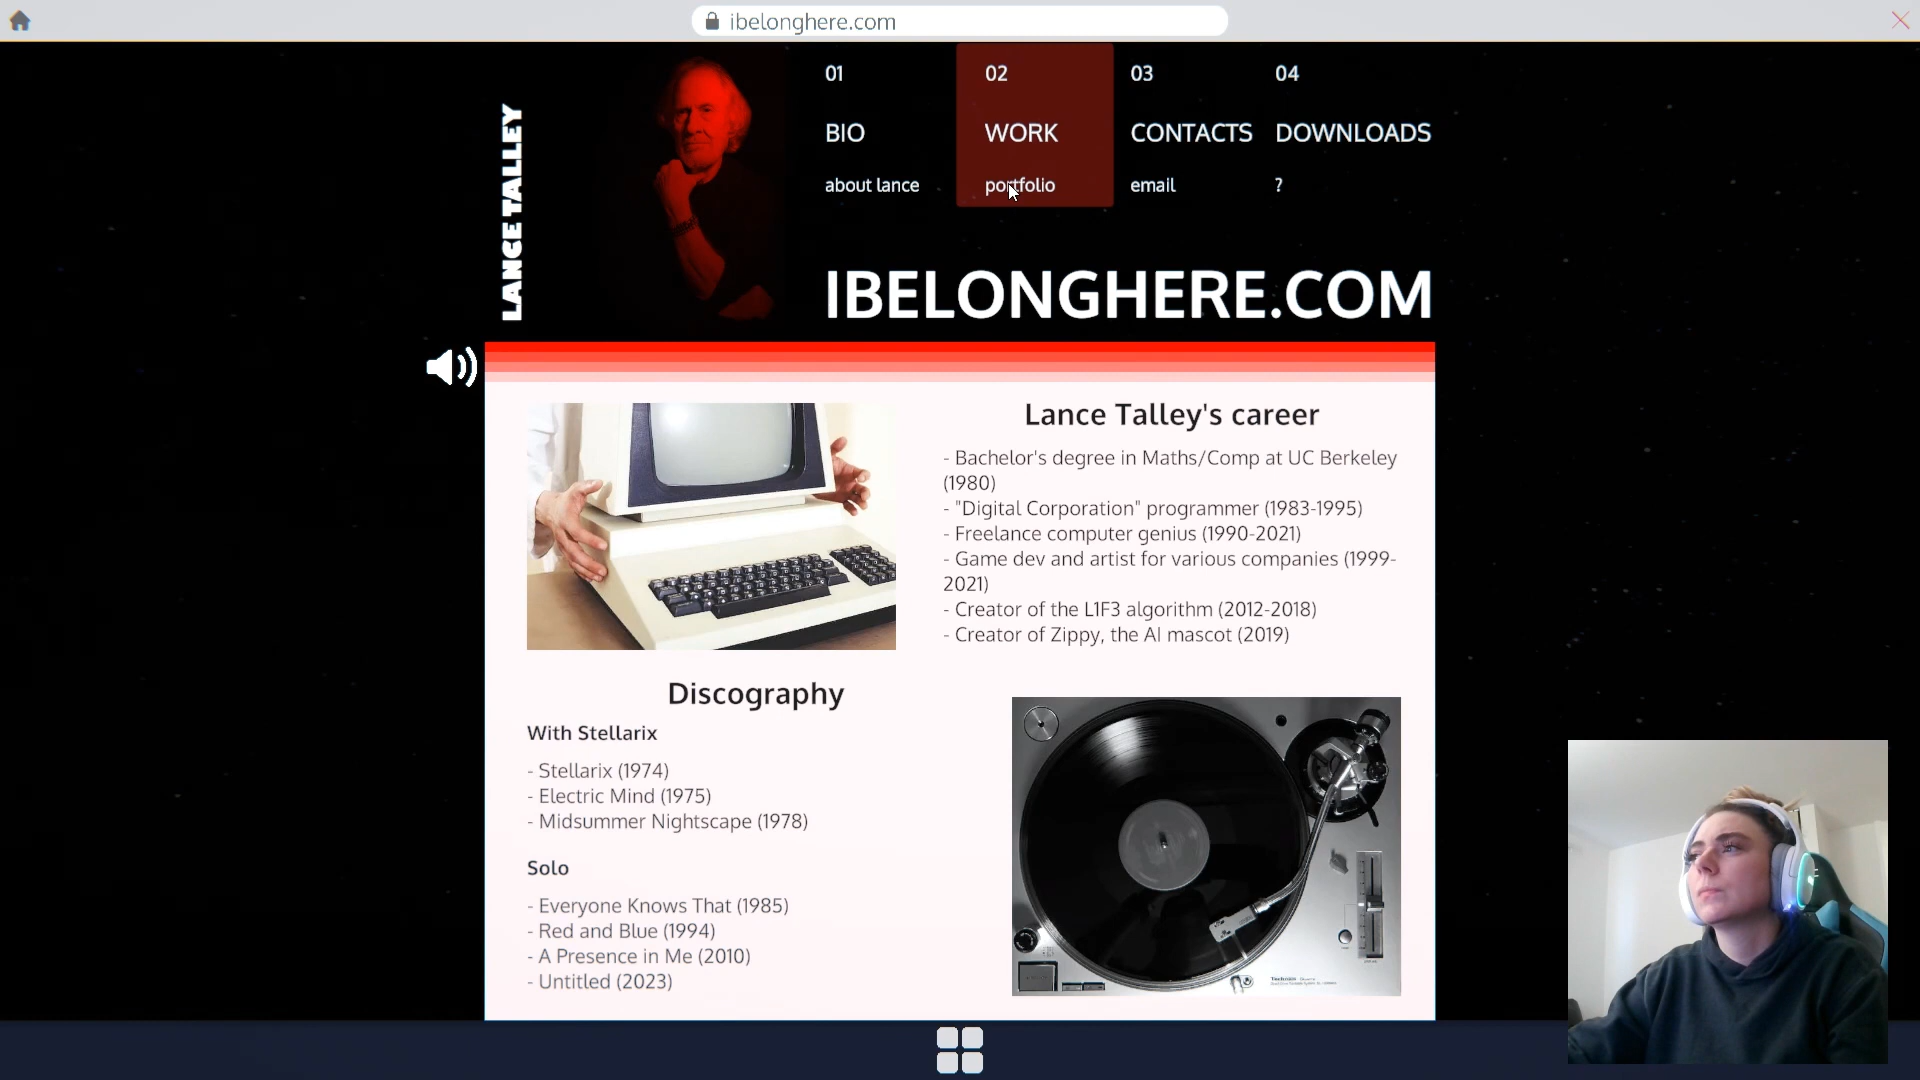 ibelonghere.com
LANCE TALLEY
01
BIO
about lance
02
WORK
portfolio
03
CONTACTS
email
04
DOWNLOADS
?
IBELONGHERE.COM
Lance Talley's career
- Bachelor's degree in Maths/Comp at UC Berkeley
(1980)
- "Digital Corporation" programmer (1983-1995)
- Freelance computer genius (1990-2021)
- Game dev and artist for various companies (1999-
2021)
- Creator of the L1F3 algorithm (2012-2018)
- Creator of Zippy, the AI mascot (2019)
Discography
With Stellarix
- Stellarix (1974)
- Electric Mind (1975)
- Midsummer Nightscape (1978)
Solo
- Everyone Knows That (1985)
- Red and Blue (1994)
- A Presence in Me (2010)
- Untitled (2023)
Technics